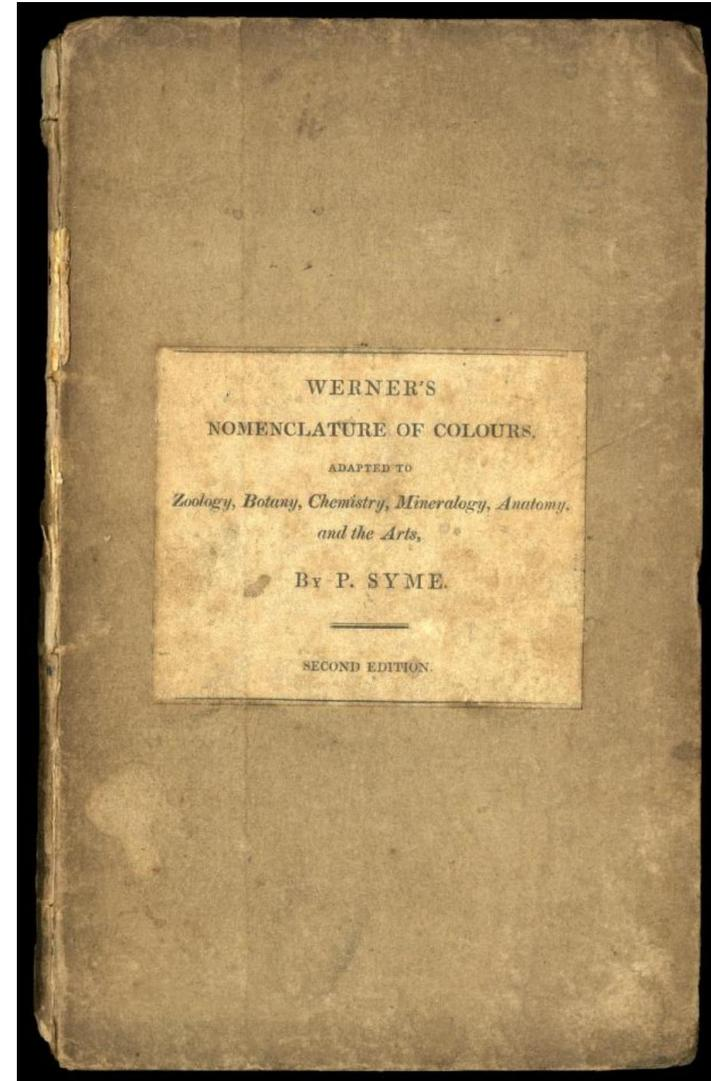 WERNER'S
NOMENCLATURE OF COLOURS,
ADAPTED TO
Zoology, Botany, Chemistry, Mineralogy, Anatomy,
and the Arts,
BY P. SYME.
SECOND EDITION.